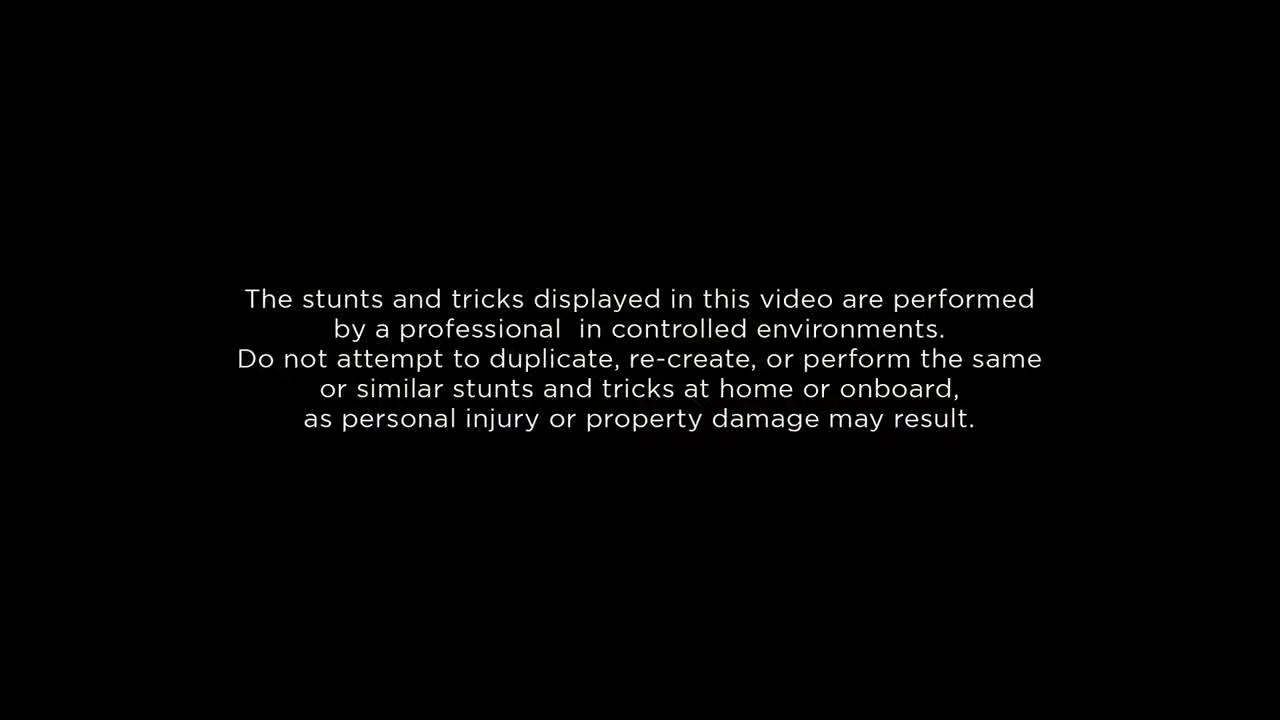 The stunts and tricks displayed in this video are performed
by a professional  in controlled environments.
Do not attempt to duplicate, re-create, or perform the same
or similar stunts and tricks at home or onboard,
as personal injury or property damage may result.